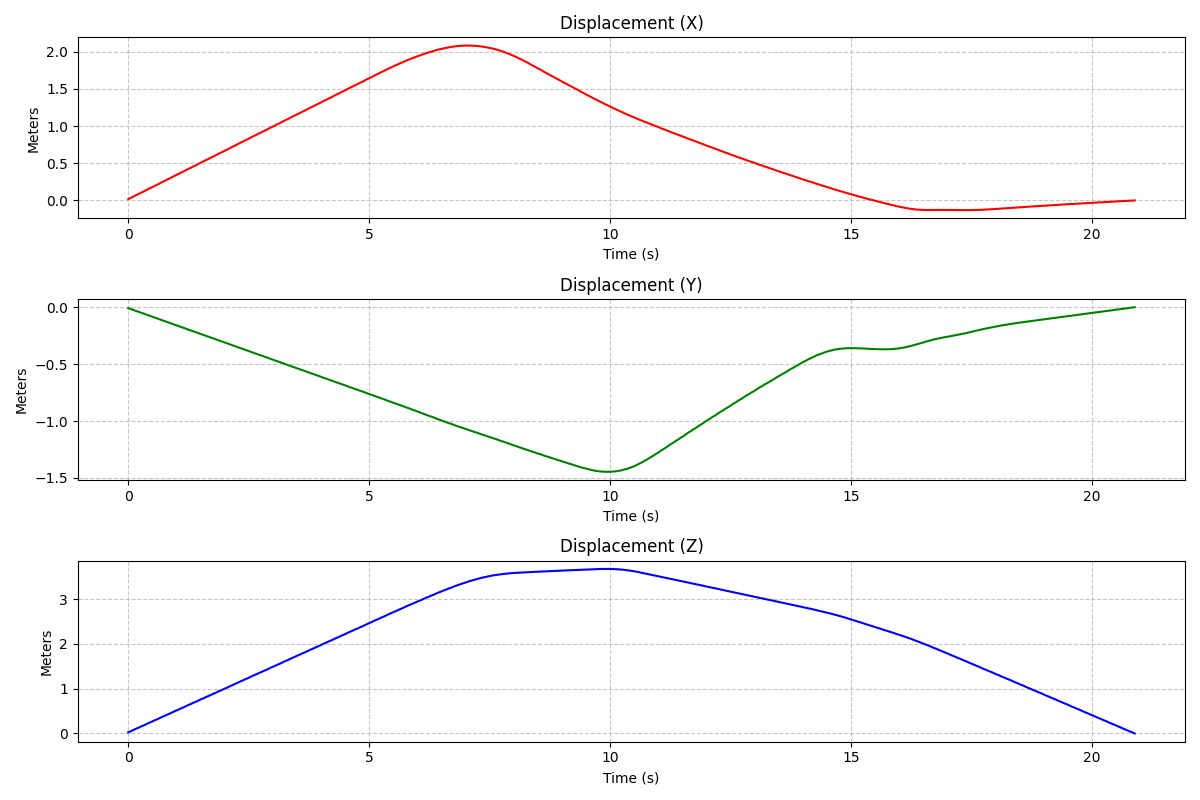 Displacement (X)
2.0
1.5
1.0
0.5
0.0
Meters
0 5 10 15 20
Time (s)
Displacement (Y)
0.0
−0.5
−1.0
−1.5
Meters
0 5 10 15 20
Time (s)
Displacement (Z)
3
2
1
0
Meters
0 5 10 15 20
Time (s)